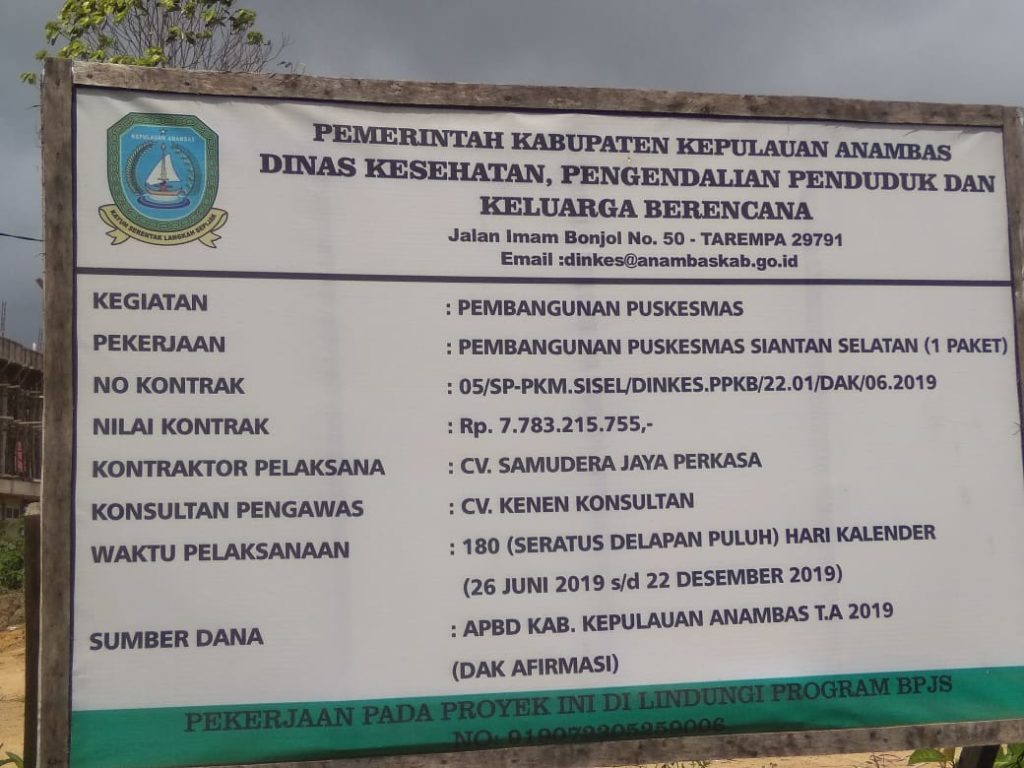 KEPULAUAN ANAMBAS
KAYUH SERENTAK LANGKAH SEPIJAK
PEMERINTAH KABUPATEN KEPULAUAN ANAMBAS
DINAS KESEHATAN, PENGENDALIAN PENDUDUK DAN
KELUARGA BERENCANA
Jalan Imam Bonjol No. 50 - TAREMPA 29791
Email :dinkes@anambaskab.go.id
KEGIATAN : PEMBANGUNAN PUSKESMAS
PEKERJAAN : PEMBANGUNAN PUSKESMAS SIANTAN SELATAN (1 PAKET)
NO KONTRAK : 05/SP-PKM.SISEL/DINKES.PPKB/22.01/DAK/06.2019
NILAI KONTRAK : Rp. 7.783.215.755,-
KONTRAKTOR PELAKSANA : CV. SAMUDERA JAYA PERKASA
KONSULTAN PENGAWAS : CV. KENEN KONSULTAN
WAKTU PELAKSANAAN : 180 (SERATUS DELAPAN PULUH) HARI KALENDER
(26 JUNI 2019 s/d 22 DESEMBER 2019)
SUMBER DANA : APBD KAB. KEPULAUAN ANAMBAS T.A 2019
(DAK AFIRMASI)
PEKERJAAN PADA PROYEK INI DI LINDUNGI PROGRAM BPJS
NO: